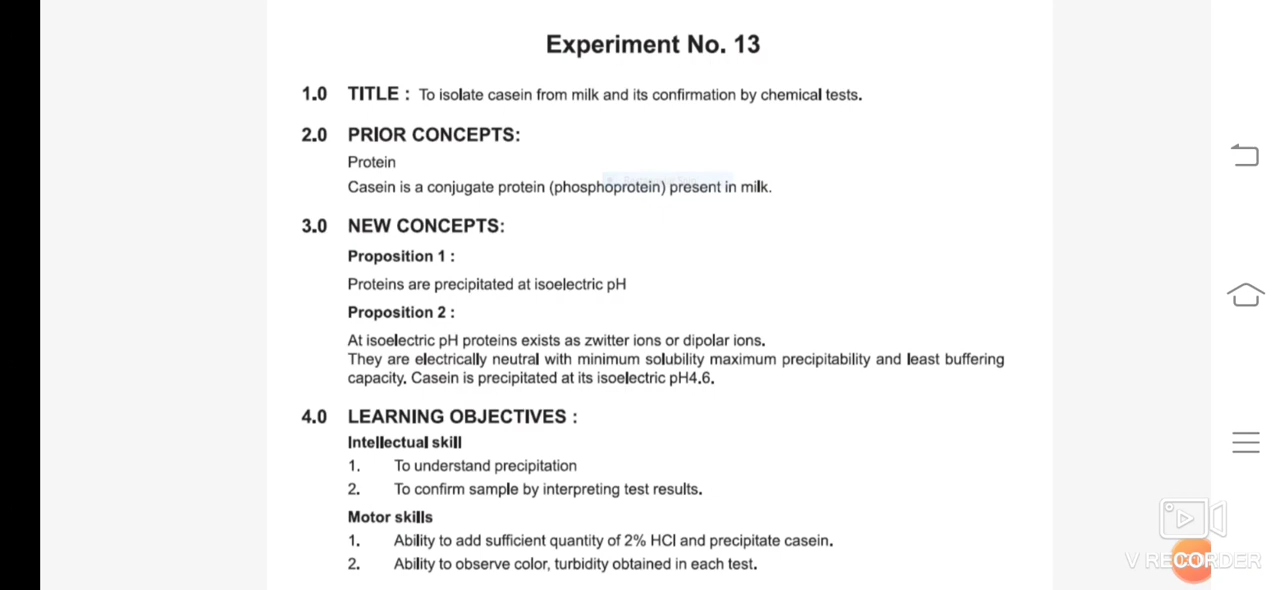 Experiment No. 13
1.0 TITLE : To isolate casein from milk and its confirmation by chemical tests.
2.0 PRIOR CONCEPTS:
Protein
Casein is a conjugate protein (phosphoprotein) present in milk.
3.0 NEW CONCEPTS:
Proposition 1 :
Proteins are precipitated at isoelectric pH
Proposition 2 :
At isoelectric pH proteins exists as zwitter ions or dipolar ions.
They are electrically neutral with minimum solubility maximum precipitability and least buffering
capacity. Casein is precipitated at its isoelectric pH4.6.
4.0 LEARNING OBJECTIVES :
Intellectual skill
1. To understand precipitation
2. To confirm sample by interpreting test results.
Motor skills
1. Ability to add sufficient quantity of 2% HCl and precipitate casein.
2. Ability to observe color, turbidity obtained in each test.
V RECORDER